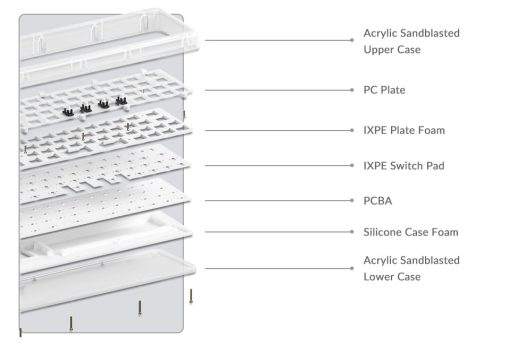 Acrylic Sandblasted
Upper Case
PC Plate
IXPE Plate Foam
IXPE Switch Pad
PCBA
Silicone Case Foam
Acrylic Sandblasted
Lower Case